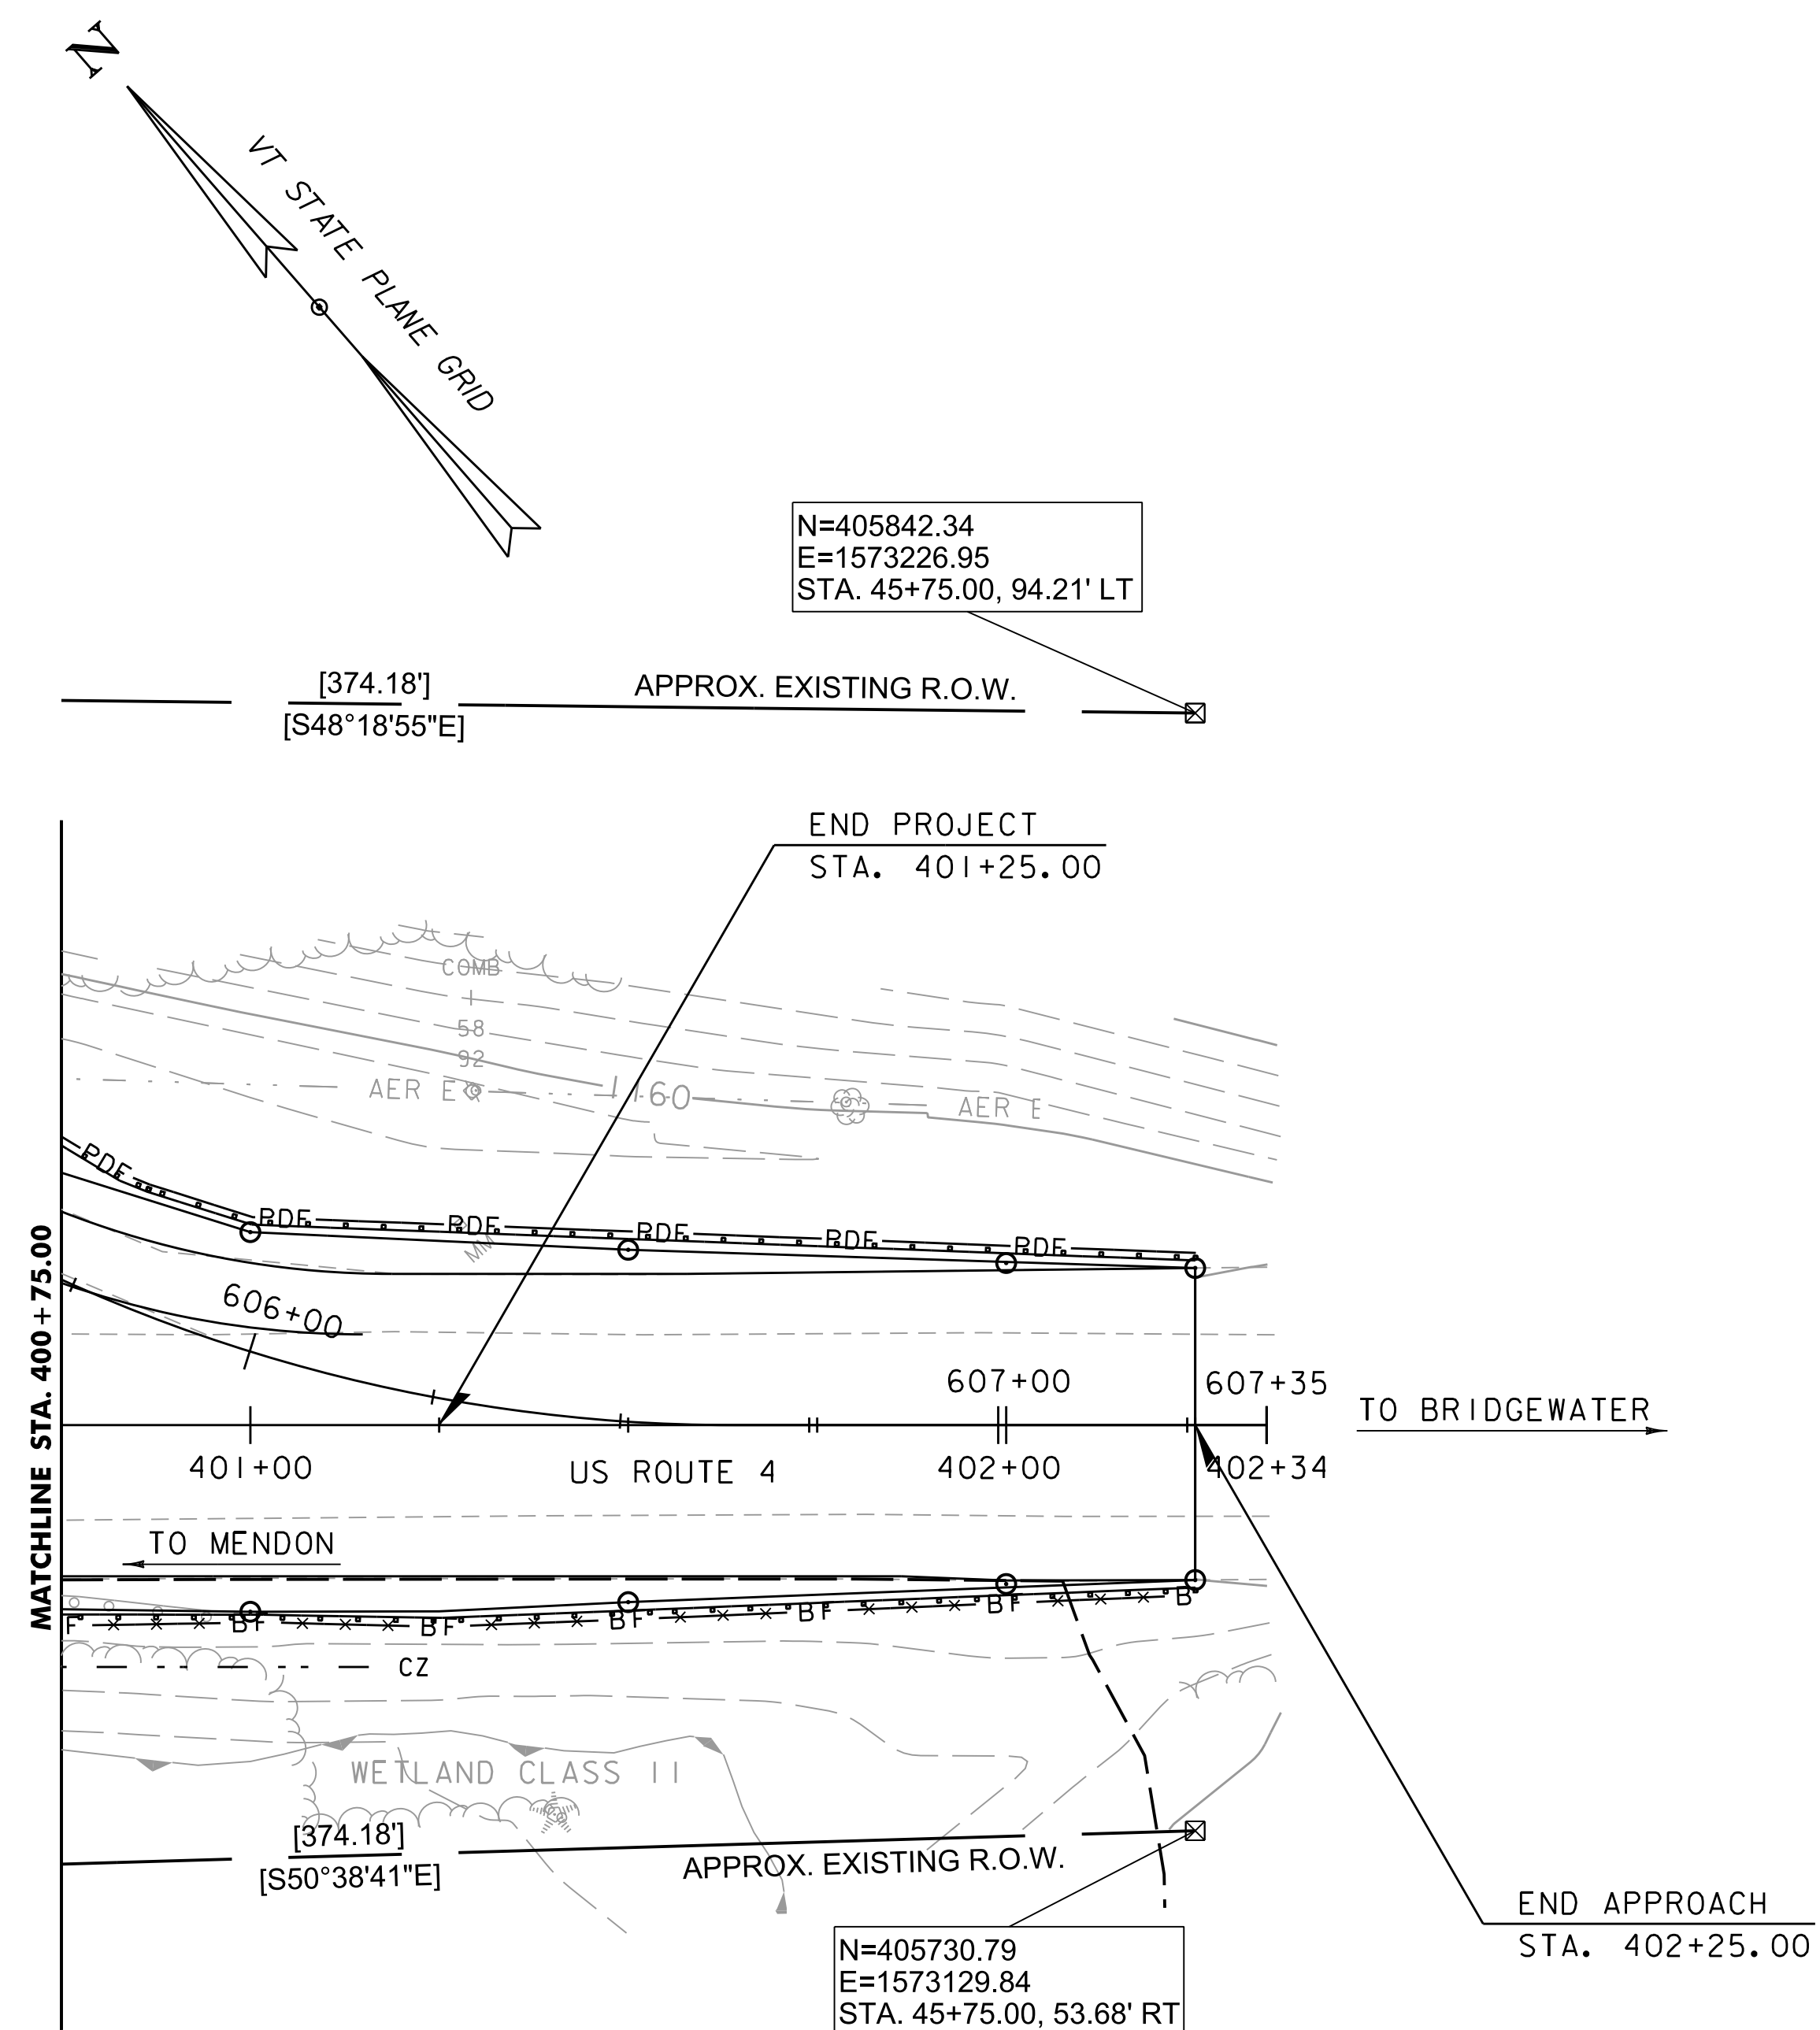 N
VT STATE PLANE GRID
N=405842.34
E=1573226.95
STA. 45+75.00, 94.21' LT
[374.18']
[S48°18'55"E]
APPROX. EXISTING R.O.W.
END PROJECT
STA. 401+25.00
COMB
1
58
92
AER E
1160
AER E
PDF
PDF
PDF
PDF
PDF
PDF
MM
606+00
MATCHLINE STA. 400+75.00
607+00
607+35
TO BRIDGEWATER
401+00
US ROUTE 4
402+00
402+34
TO MENDON
F
BF
BF
BF
BF
BF
B
CZ
WETLAND CLASS II
[374.18']
[S50°38'41"E]
APPROX. EXISTING R.O.W.
END APPROACH
STA. 402+25.00
N=405730.79
E=1573129.84
STA. 45+75.00, 53.68' RT